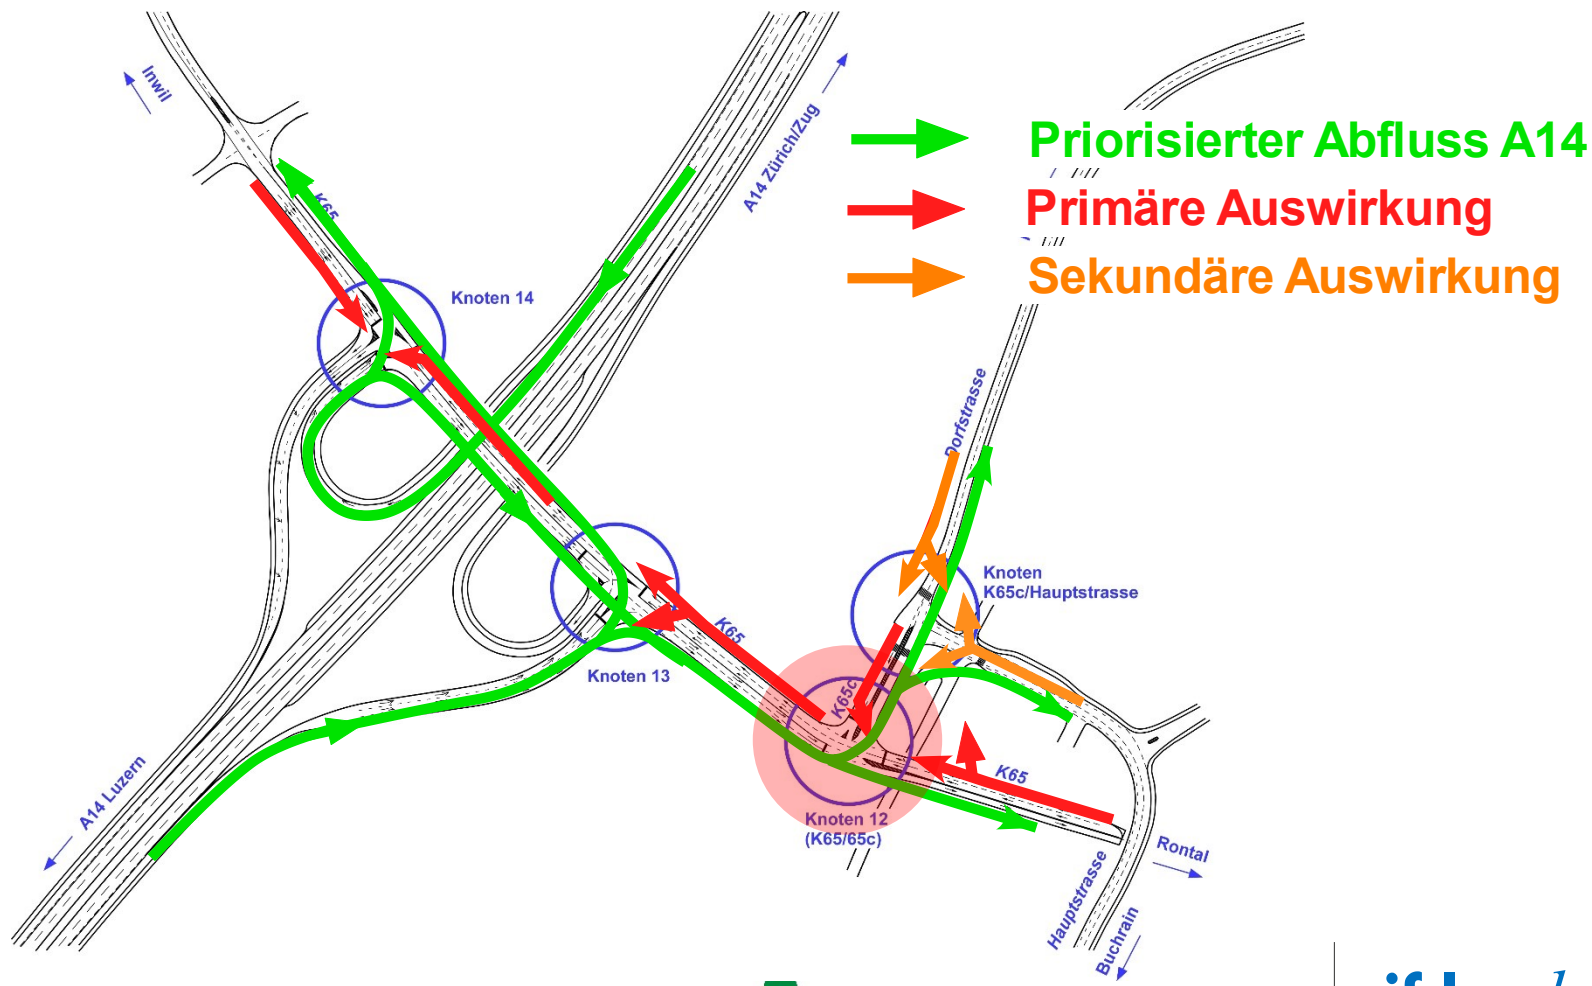 Inwil
K65
A14 Zürich/Zug
Priorisierter Abfluss A14
Primäre Auswirkung
Sekundäre Auswirkung
Knoten 14
Dorfstrasse
Knoten
K65c/Hauptstrasse
K65
Knoten 13
K65c
K65
Knoten 12
(K65/65c)
A14 Luzern
Rontal
Hauptstrasse
Buchrain